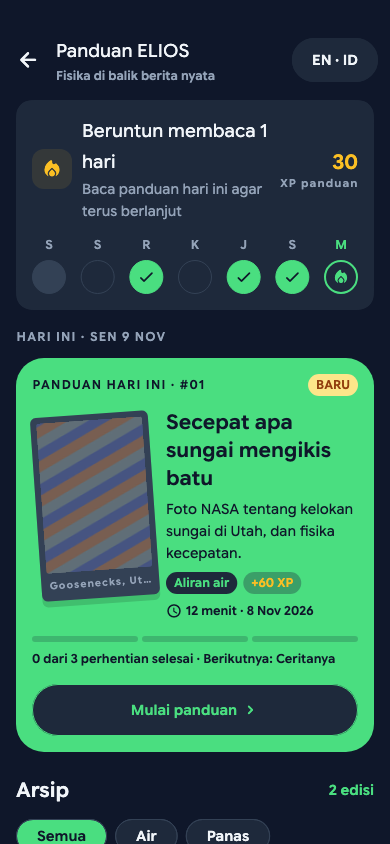 Panduan ELIOS
Fisika di balik berita nyata
EN · ID
Beruntun membaca 1
hari
Baca panduan hari ini agar
terus berlanjut
30
XP panduan
S S R K J S M
HARI INI · SEN 9 NOV
PANDUAN HARI INI · #01
BARU
Goosenecks, Ut…
Secepat apa
sungai mengikis
batu
Foto NASA tentang kelokan
sungai di Utah, dan fisika
kecepatan.
Aliran air
+60 XP
12 menit · 8 Nov 2026
0 dari 3 perhentian selesai · Berikutnya: Ceritanya
Mulai panduan
Arsip
2 edisi
Semua
Air
Panas